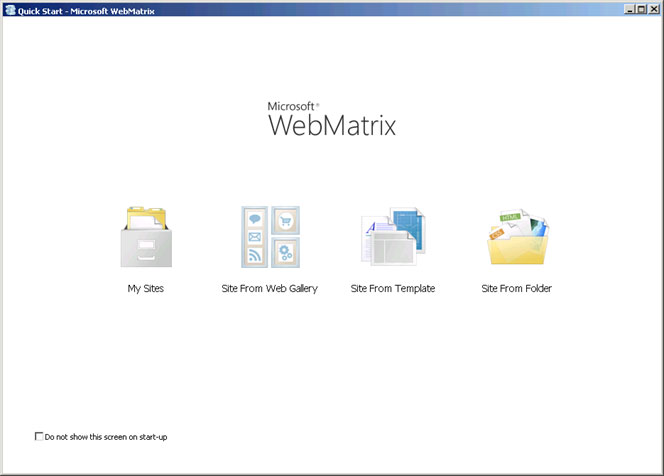 Quick Start - Microsoft WebMatrix
Microsoft®
WebMatrix
My Sites
Site From Web Gallery
Site From Template
Site From Folder
HTML
Do not show this screen on start-up